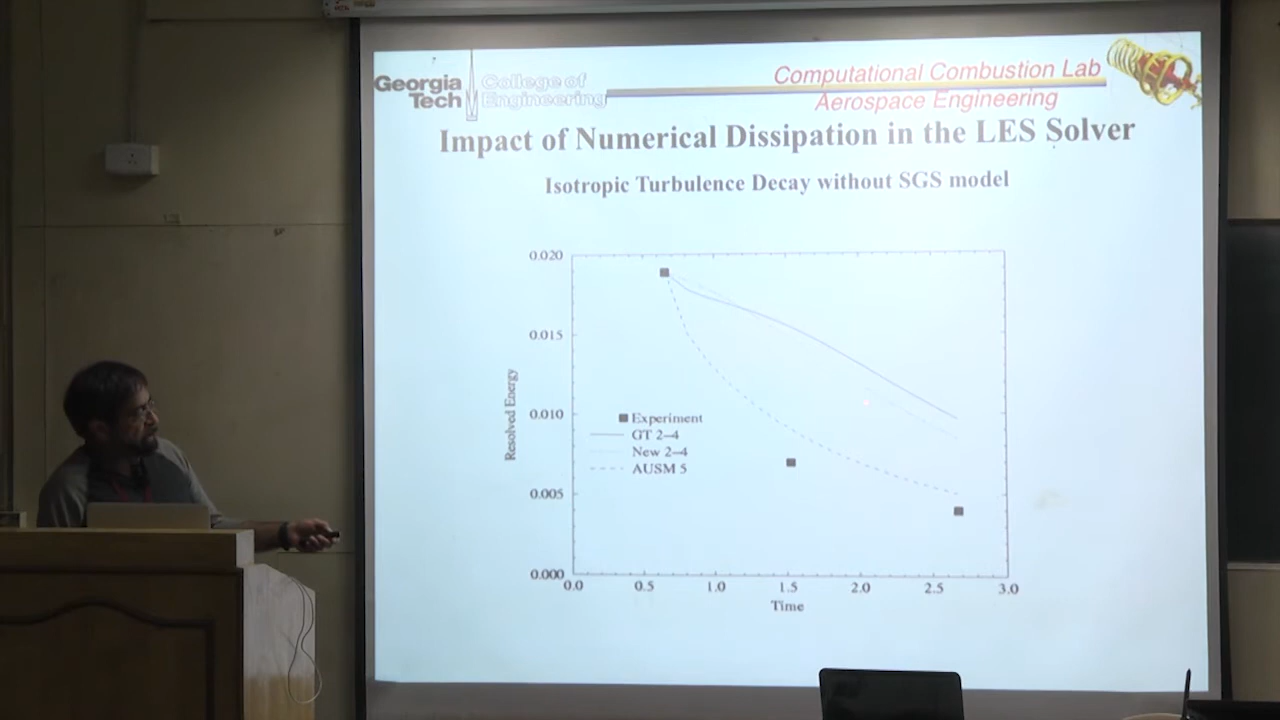 Georgia Tech
College of Engineering
Computational Combustion Lab
Aerospace Engineering
Impact of Numerical Dissipation in the LES Solver
Isotropic Turbulence Decay without SGS model
0.020
0.015
0.010
0.005
0.000
Resolved Energy
Experiment
GT 2–4
New 2–4
AUSM 5
0.0 0.5 1.0 1.5 2.0 2.5 3.0
Time